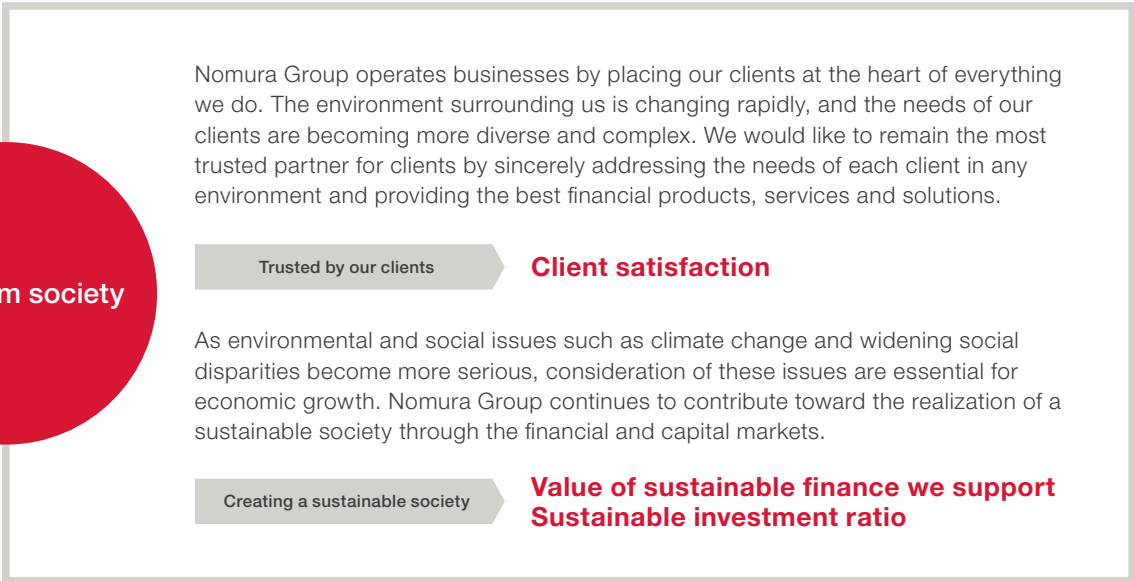 Nomura Group operates businesses by placing our clients at the heart of everything
we do. The environment surrounding us is changing rapidly, and the needs of our
clients are becoming more diverse and complex. We would like to remain the most
trusted partner for clients by sincerely addressing the needs of each client in any
environment and providing the best financial products, services and solutions.
Trusted by our clients
Client satisfaction
society
As environmental and social issues such as climate change and widening social
disparities become more serious, consideration of these issues are essential for
economic growth. Nomura Group continues to contribute toward the realization of a
sustainable society through the financial and capital markets.
Creating a sustainable society
Value of sustainable finance we support
Sustainable investment ratio